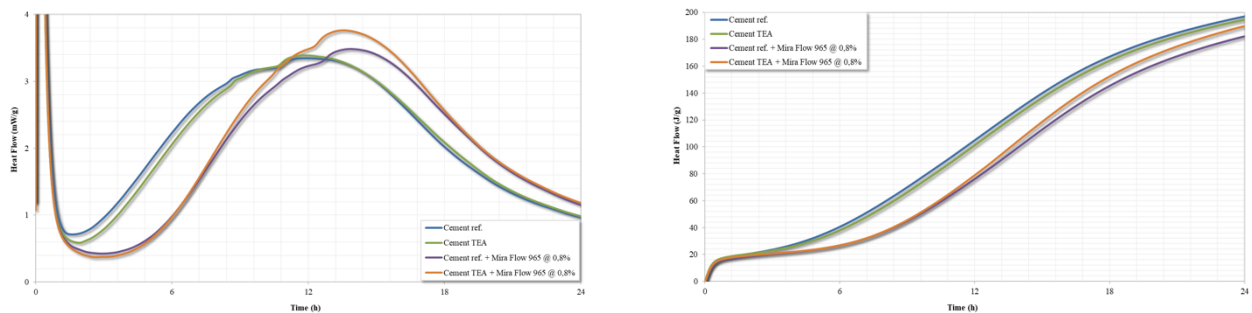 4
3
2
1
0
Heat Flow (mW/g)
0
6
12
18
24
Time (h)
Cement ref.
Cement TEA
Cement ref. + Mira Flow 965 @ 0,8%
Cement TEA + Mira Flow 965 @ 0,8%
200
180
160
140
120
100
80
60
40
20
0
Heat Flow (J/g)
0
6
12
18
24
Time (h)
Cement ref.
Cement TEA
Cement ref. + Mira Flow 965 @ 0,8%
Cement TEA + Mira Flow 965 @ 0,8%